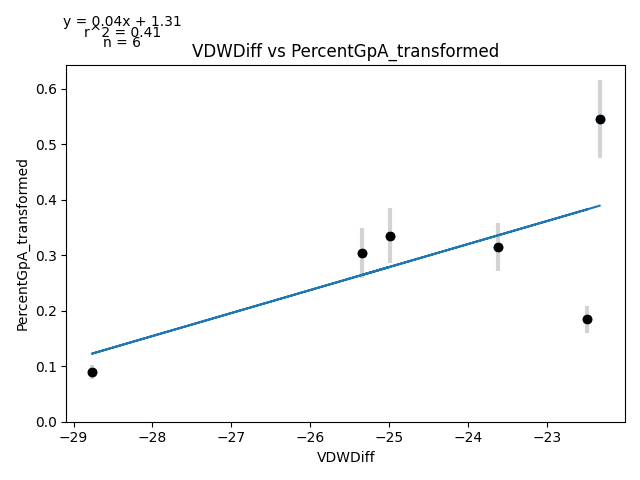 y = 0.04x + 1.31
r^2 = 0.41
n = 6
VDWDiff vs PercentGpA_transformed
PercentGpA_transformed
0.6
0.5
0.4
0.3
0.2
0.1
0.0
−29 −28 −27 −26 −25 −24 −23
VDWDiff